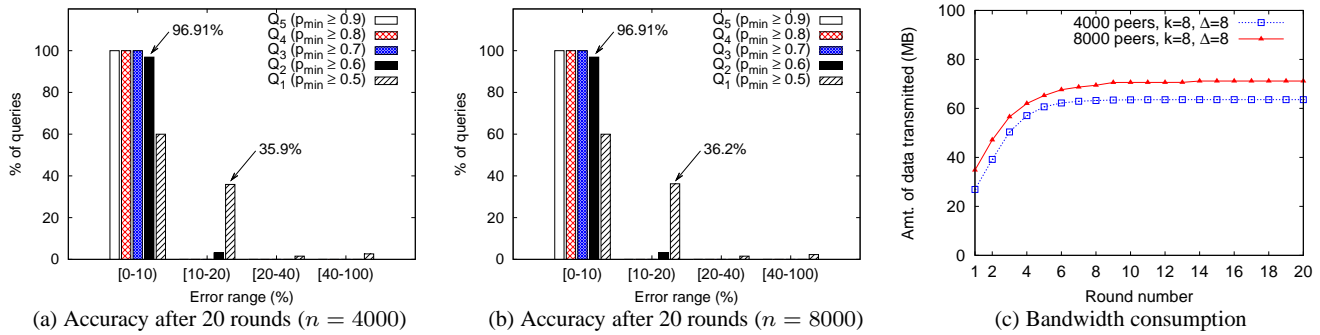 Q5 (pmin ≥ 0.9)
Q4 (pmin ≥ 0.8)
Q3 (pmin ≥ 0.7)
Q2 (pmin ≥ 0.6)
Q1 (pmin ≥ 0.5)
96.91%
35.9%
% of queries
100
80
60
40
20
0
[0-10) [10-20) [20-40) [40-100)
Error range (%)
(a) Accuracy after 20 rounds (n = 4000)
Q5 (pmin ≥ 0.9)
Q4 (pmin ≥ 0.8)
Q3 (pmin ≥ 0.7)
Q2 (pmin ≥ 0.6)
Q1 (pmin ≥ 0.5)
96.91%
36.2%
% of queries
100
80
60
40
20
0
[0-10) [10-20) [20-40) [40-100)
Error range (%)
(b) Accuracy after 20 rounds (n = 8000)
4000 peers, k=8, Δ=8
8000 peers, k=8, Δ=8
Amt. of data transmitted (MB)
100
80
60
40
20
0
1 2 4 6 8 10 12 14 16 18 20
Round number
(c) Bandwidth consumption